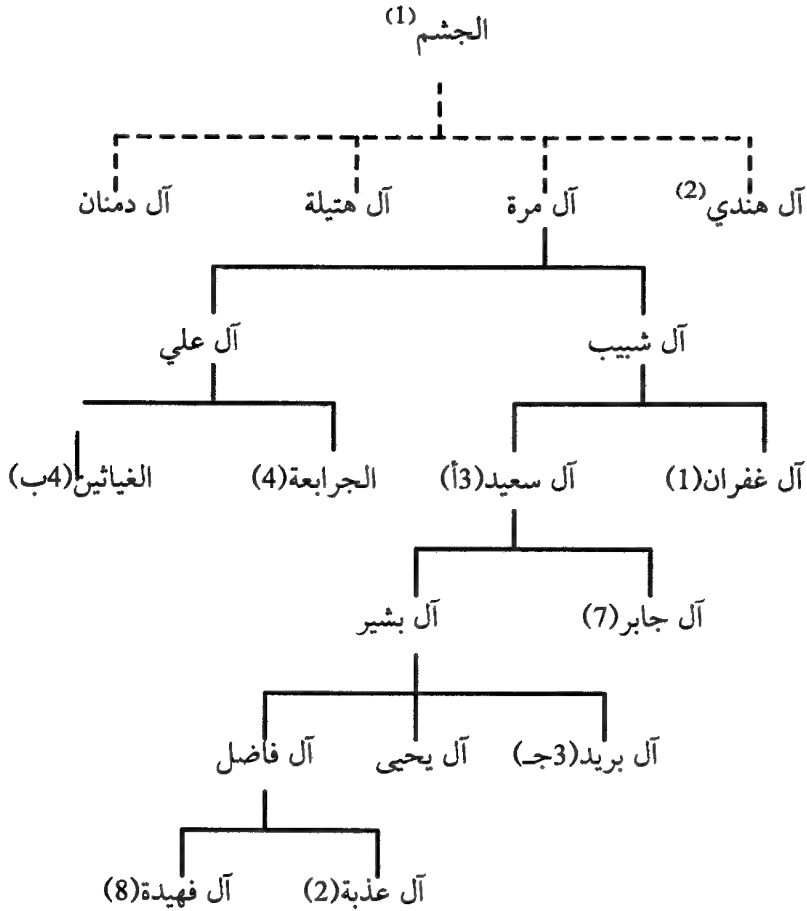 الجشم(1)
آل هندي(2) آل مرة آل هتيلة آل دمنان
آل شبيب آل علي
آل غفران(1) آل سعيد(3أ) الجرابعة(4) الغياثين(4ب)
آل جابر(7) آل بشير
آل بريد(3جـ) آل يحيى آل فاضل
آل عذبة(2) آل فهيدة(8)